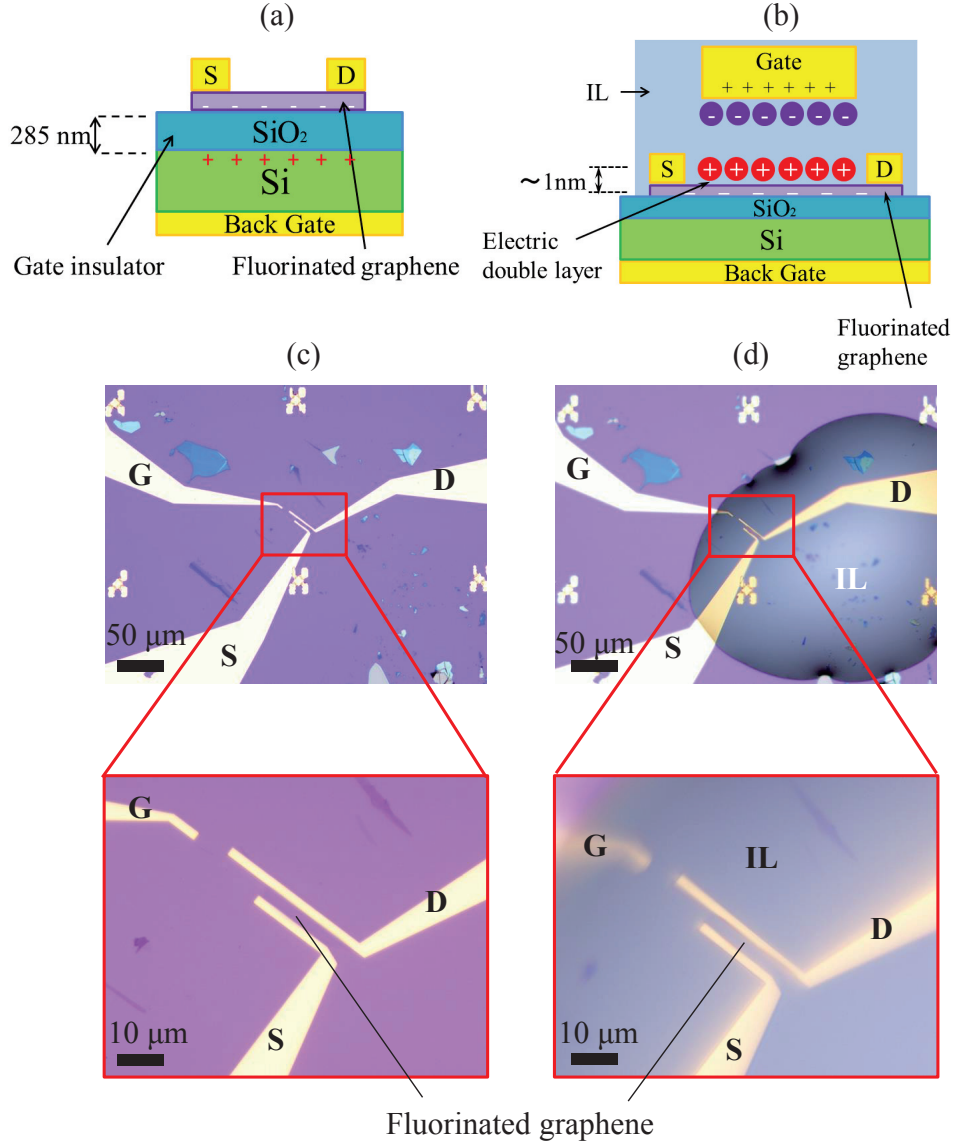 (a)
S
D
- - - - - -
285 nm
SiO₂
+ + + + + +
Si
Back Gate
Gate insulator
Fluorinated graphene
(b)
Gate
+ + + + + +
IL
- - - - - -
+ + + + + +
S
D
~1nm
- - - - - - -
SiO₂
Si
Back Gate
Electric
double layer
Fluorinated
graphene
(c)
G
D
S
50 μm
(d)
G
D
IL
S
50 μm
G
D
S
10 μm
G
IL
D
S
10 μm
Fluorinated graphene